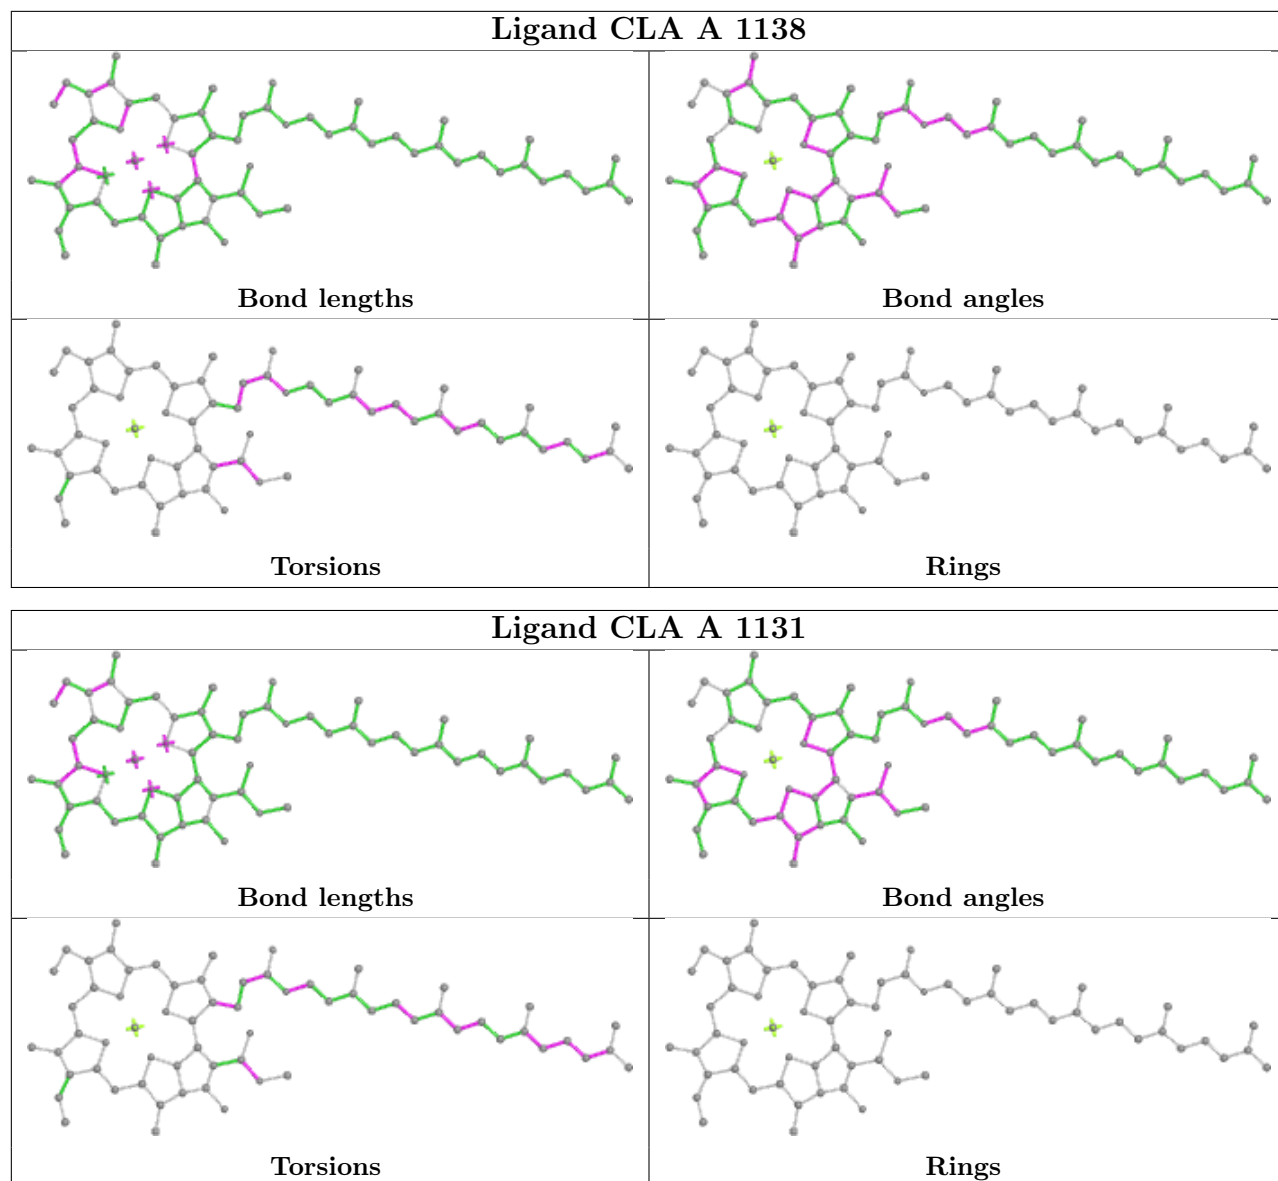 Ligand CLA A 1138
Bond lengths
Bond angles
Torsions
Rings
Ligand CLA A 1131
Bond lengths
Bond angles
Torsions
Rings